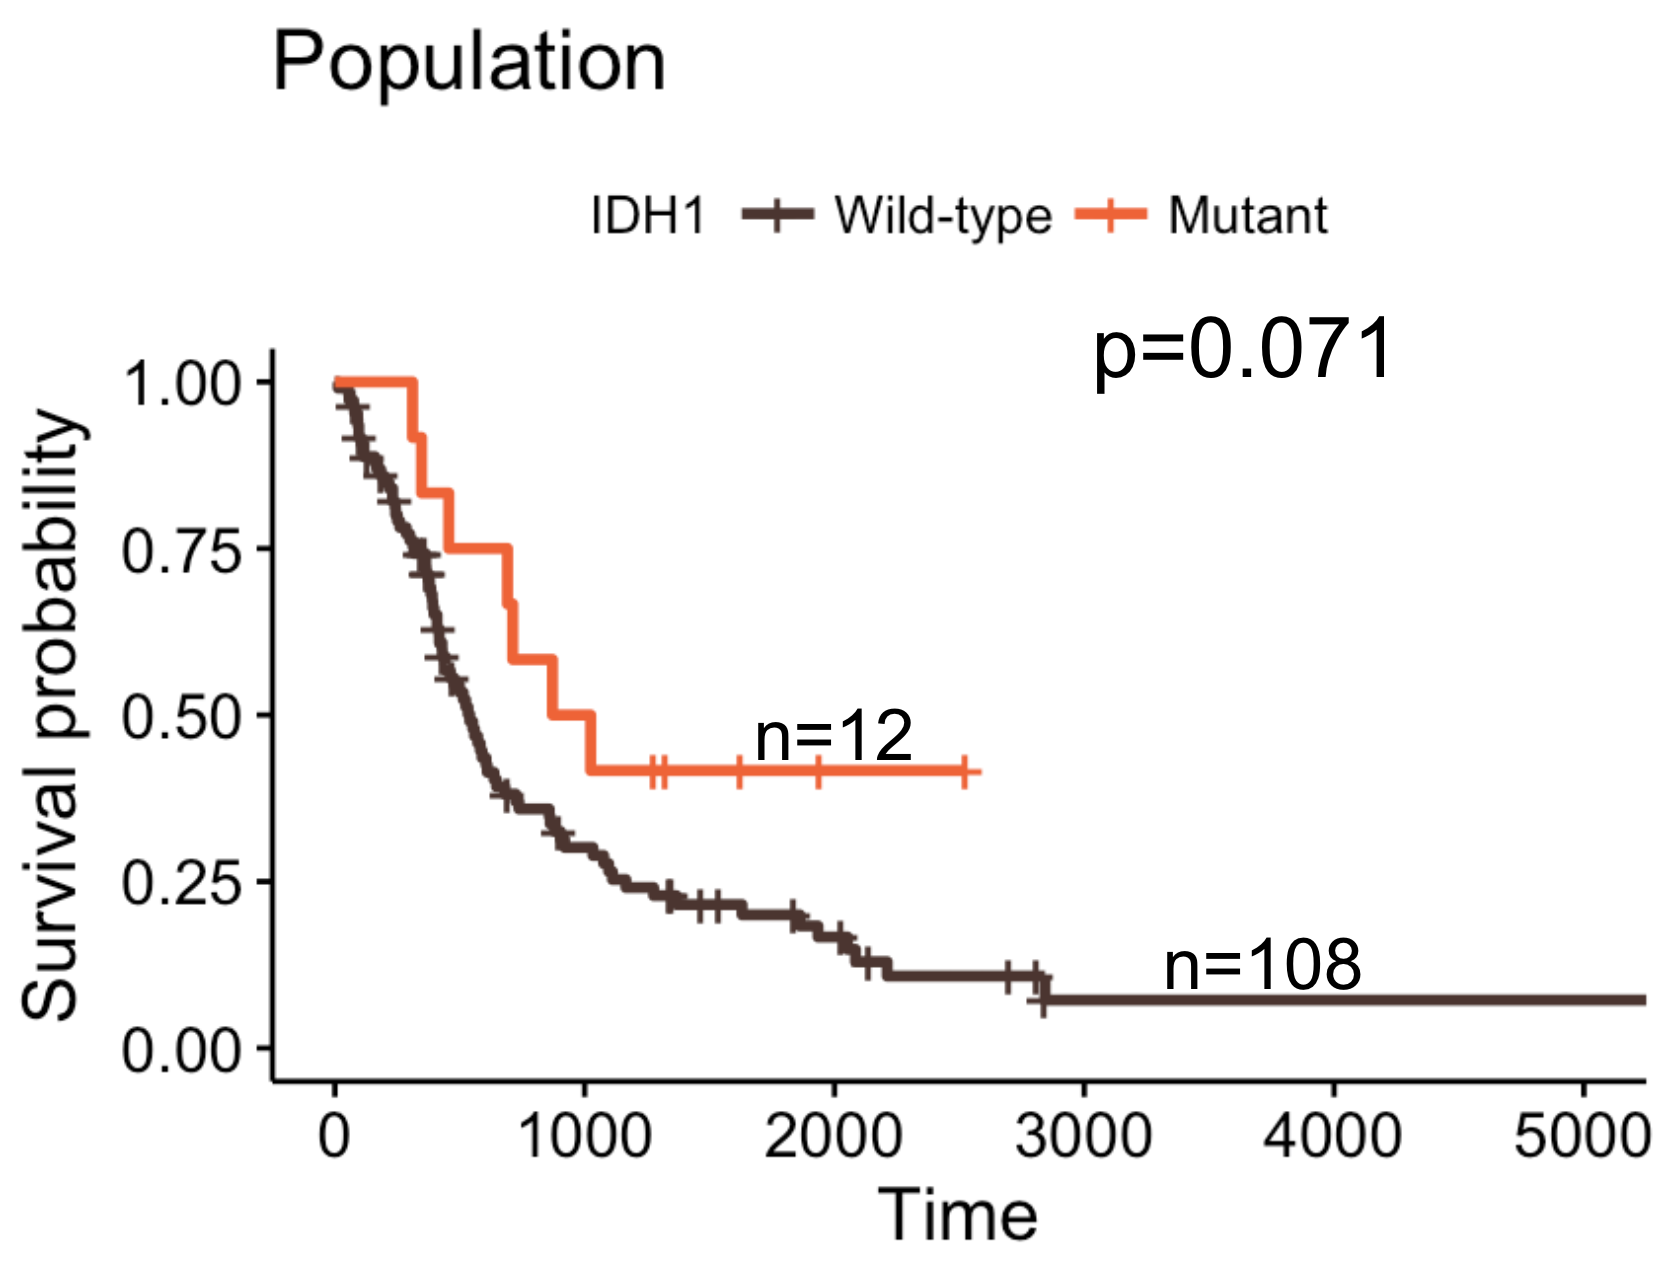 Population
IDH1 Wild-type Mutant
p=0.071
Survival probability
1.00
0.75
0.50
0.25
0.00
n=12
n=108
0 1000 2000 3000 4000 5000
Time